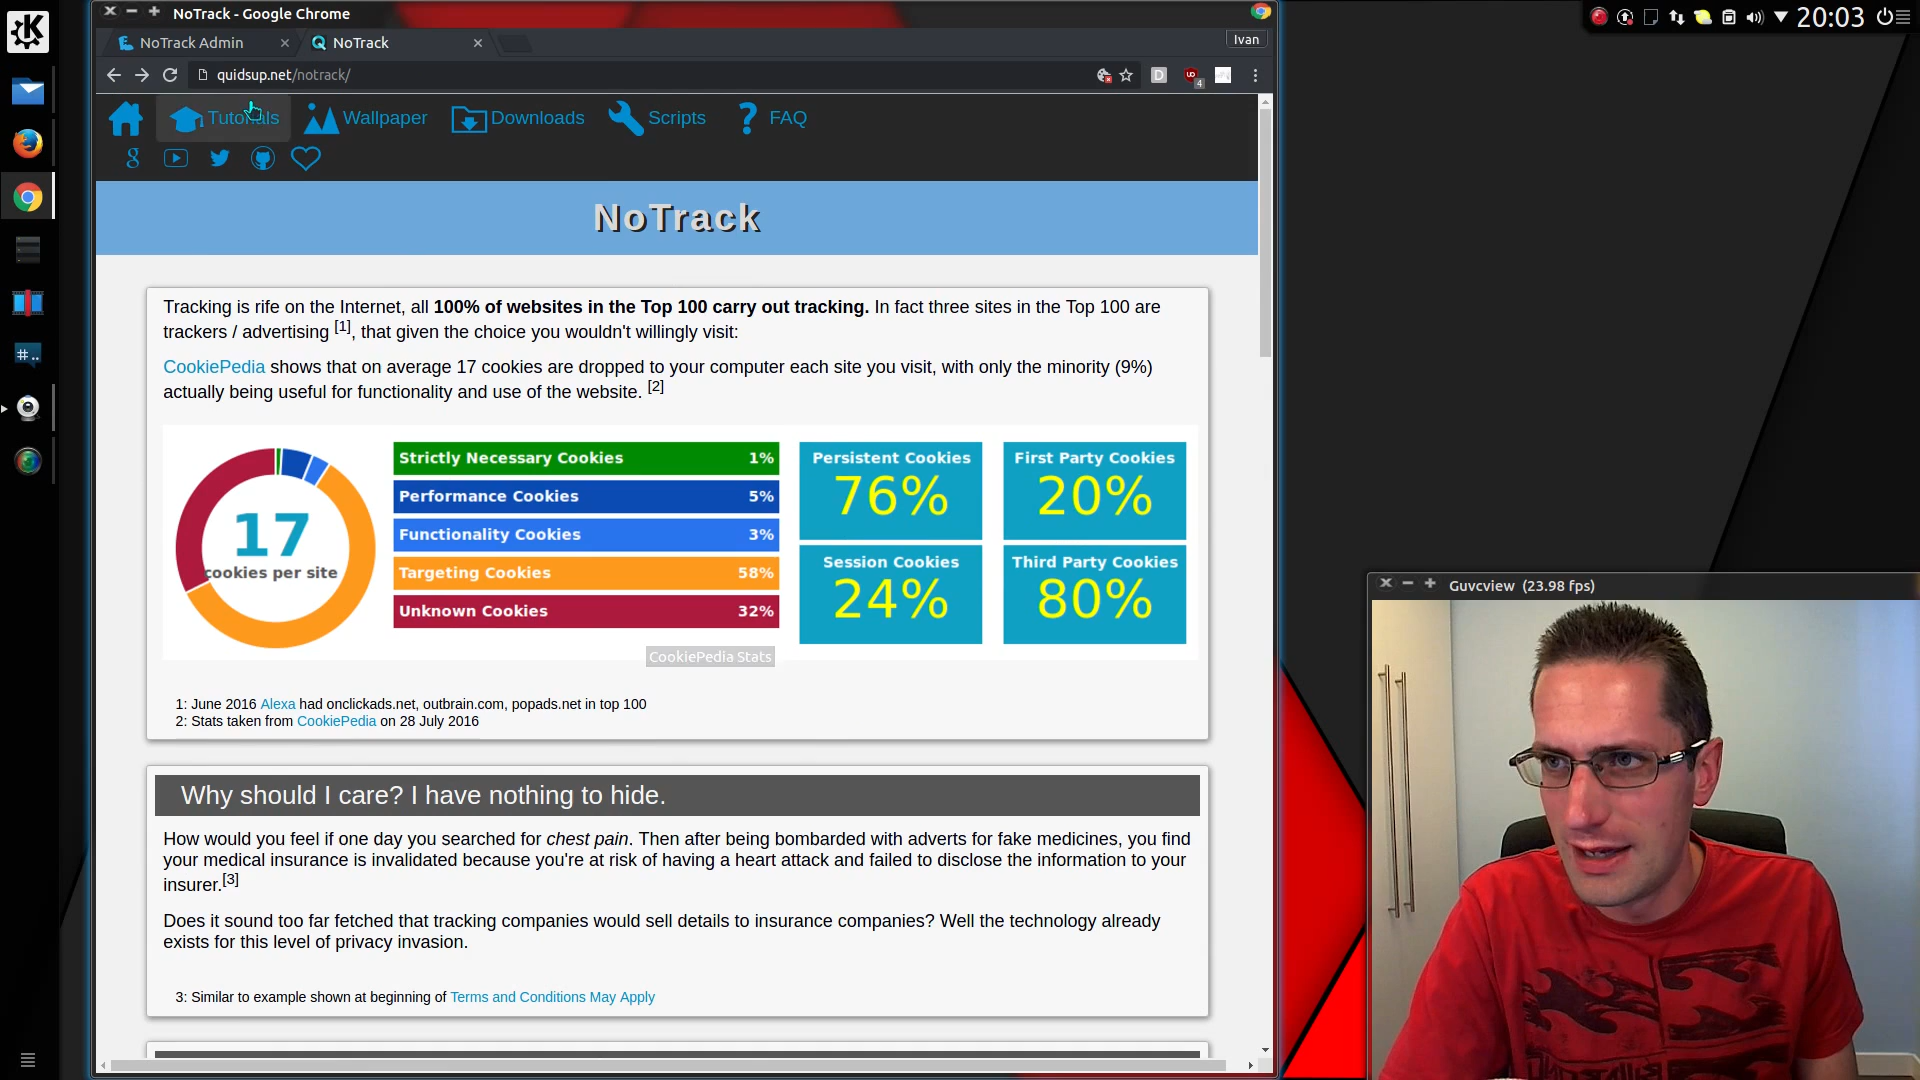 NoTrack - Google Chrome
20:03
NoTrack Admin
NoTrack
Ivan
quidsup.net/notrack/
Tutorials
Wallpaper
Downloads
Scripts
FAQ
NoTrack
Tracking is rife on the Internet, all 100% of websites in the Top 100 carry out tracking. In fact three sites in the Top 100 are
trackers / advertising [1], that given the choice you wouldn't willingly visit:
CookiePedia shows that on average 17 cookies are dropped to your computer each site you visit, with only the minority (9%)
actually being useful for functionality and use of the website. [2]
17
cookies per site
Strictly Necessary Cookies 1%
Performance Cookies 5%
Functionality Cookies 3%
Targeting Cookies 58%
Unknown Cookies 32%
Persistent Cookies
76%
First Party Cookies
20%
Session Cookies
24%
Third Party Cookies
80%
CookiePedia Stats
1: June 2016 Alexa had onclickads.net, outbrain.com, popads.net in top 100
2: Stats taken from CookiePedia on 28 July 2016
Why should I care? I have nothing to hide.
How would you feel if one day you searched for chest pain. Then after being bombarded with adverts for fake medicines, you find
your medical insurance is invalidated because you're at risk of having a heart attack and failed to disclose the information to your
insurer.[3]
Does it sound too far fetched that tracking companies would sell details to insurance companies? Well the technology already
exists for this level of privacy invasion.
3: Similar to example shown at beginning of Terms and Conditions May Apply
Guvcview (23.98 fps)